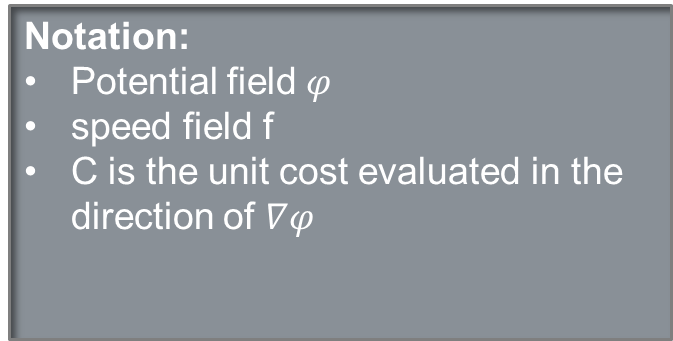 Notation:
• Potential field φ
• speed field f
• C is the unit cost evaluated in the
direction of ∇φ